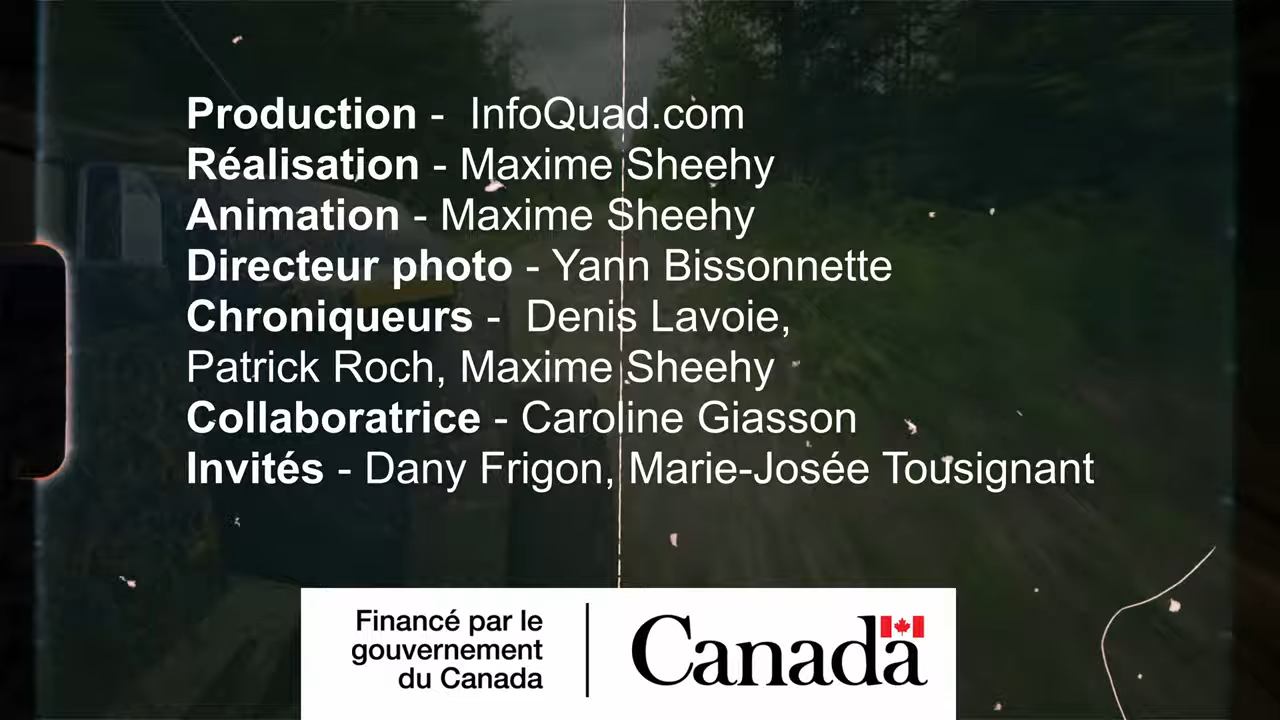 Production - InfoQuad.com
Réalisation - Maxime Sheehy
Animation - Maxime Sheehy
Directeur photo - Yann Bissonnette
Chroniqueurs - Denis Lavoie,
Patrick Roch, Maxime Sheehy
Collaboratrice - Caroline Giasson
Invités - Dany Frigon, Marie-Josée Tousignant
Financé par le
gouvernement
du Canada
Canada